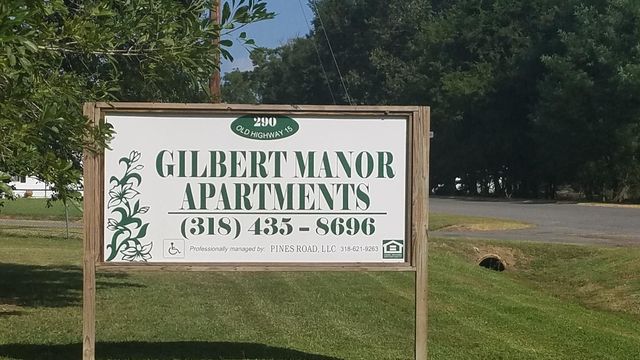 290
OLD HIGHWAY 15
GILBERT MANOR
APARTMENTS
(318) 435 - 8696
Professionally managed by: PINES ROAD, LLC 318-621-9263